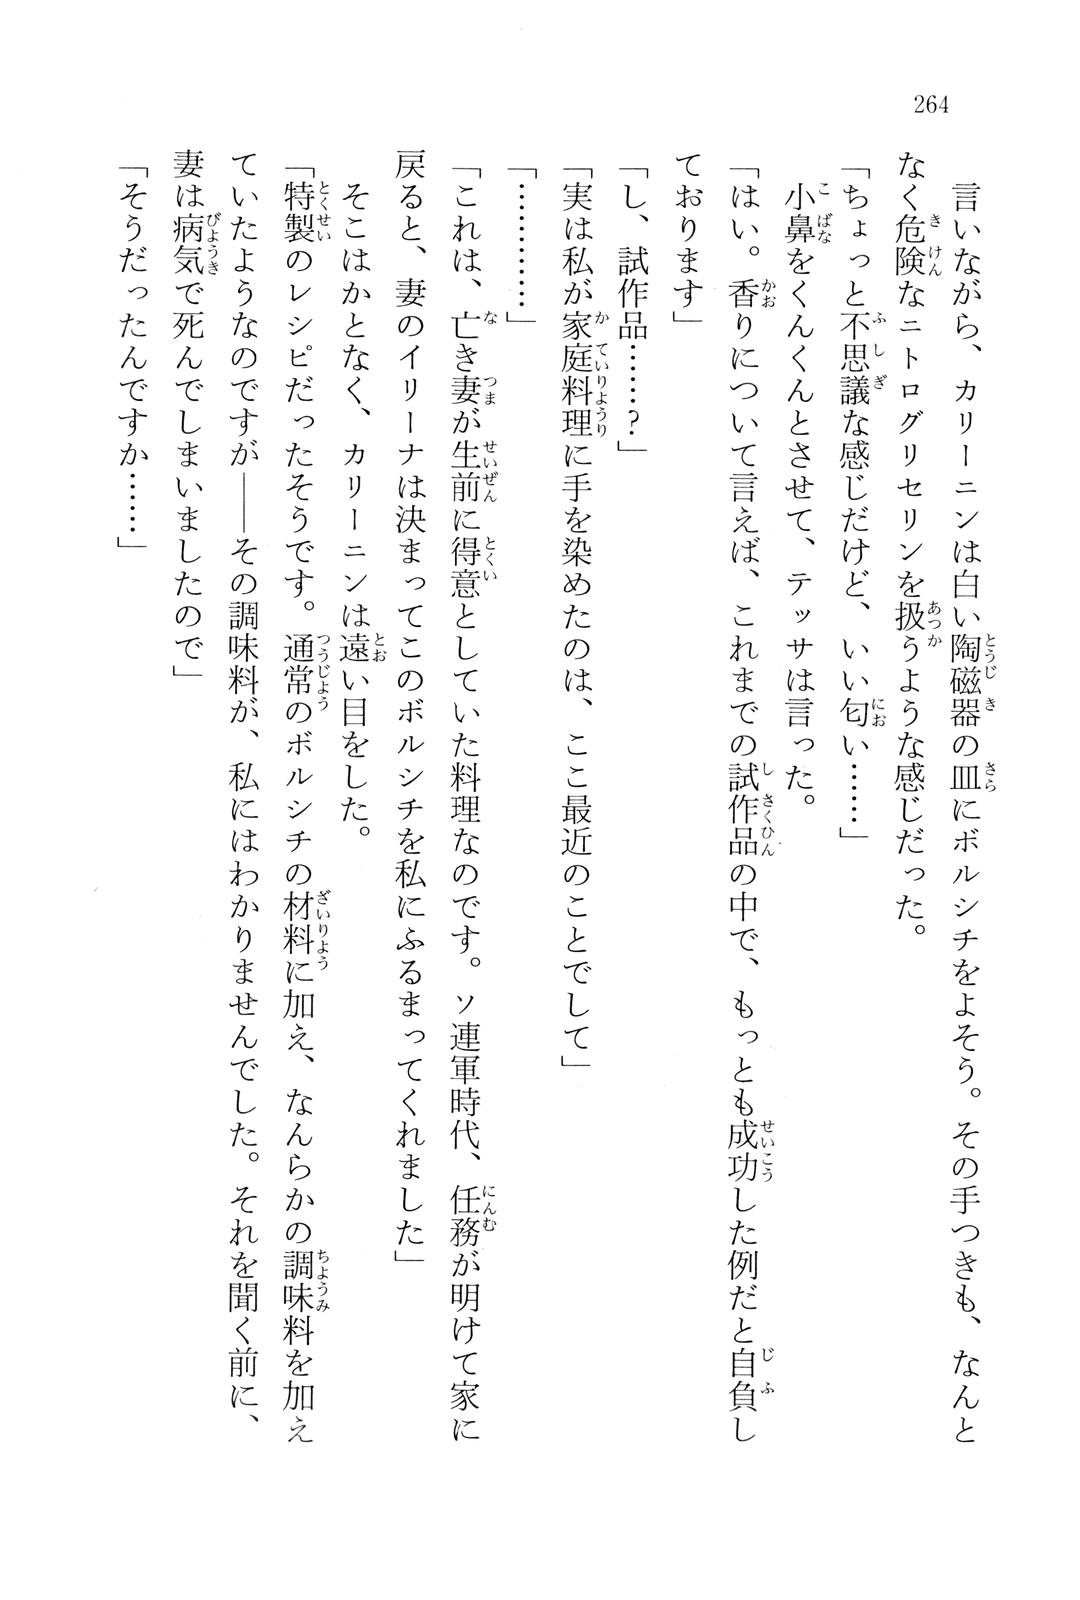 264
　言いながら、カリーニンは白い陶磁器の皿にボルシチをよそう。その手つきも、なんと
なく危険なニトログリセリンを扱うような感じだった。
「ちょっと不思議な感じだけど、いい匂い……」
　小鼻をくんくんとさせて、テッサは言った。
「はい。香りについて言えば、これまでの試作品の中で、もっとも成功した例だと自負し
ております」
「し、試作品……？」
「実は私が家庭料理に手を染めたのは、ここ最近のことでして」
「…………」
「これは、亡き妻が生前に得意としていた料理なのです。ソ連軍時代、任務が明けて家に
戻ると、妻のイリーナは決まってこのボルシチを私にふるまってくれました」
　そこはかとなく、カリーニンは遠い目をした。
「特製のレシピだったそうです。通常のボルシチの材料に加え、なんらかの調味料を加え
ていたようなのですが――その調味料が、私にはわかりませんでした。それを聞く前に、
妻は病気で死んでしまいましたので」
「そうだったんですか……」